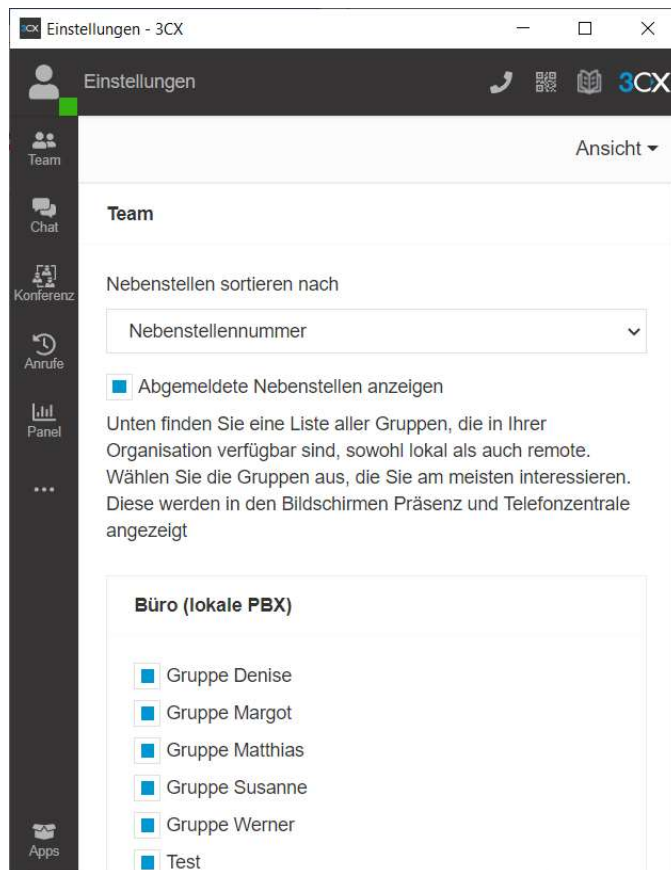 3CX Einstellungen - 3CX
Einstellungen
3CX
Team
Ansicht
Chat
Team
Konferenz
Nebenstellen sortieren nach
Nebenstellennummer
Anrufe
Abgemeldete Nebenstellen anzeigen
Panel
Unten finden Sie eine Liste aller Gruppen, die in Ihrer
Organisation verfügbar sind, sowohl lokal als auch remote.
Wählen Sie die Gruppen aus, die Sie am meisten interessieren.
Diese werden in den Bildschirmen Präsenz und Telefonzentrale
angezeigt
Büro (lokale PBX)
Gruppe Denise
Gruppe Margot
Gruppe Matthias
Gruppe Susanne
Gruppe Werner
Test
Apps